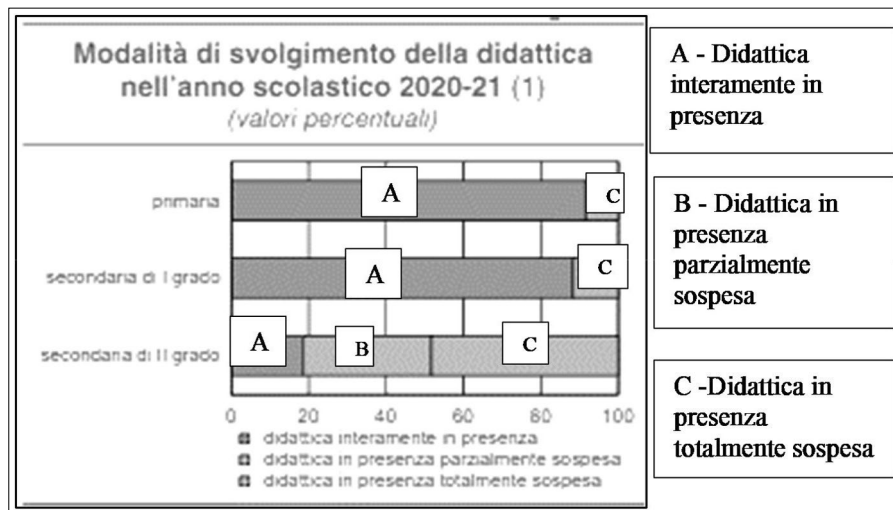 Modalità di svolgimento della didattica
nell'anno scolastico 2020-21 (1)
(valori percentuali)
primaria
A
C
secondaria di I grado
A
C
secondaria di II grado
A
B
C
0 20 40 60 80 100
didattica interamente in presenza
didattica in presenza parzialmente sospesa
didattica in presenza totalmente sospesa
A - Didattica
interamente in
presenza
B - Didattica in
presenza
parzialmente
sospesa
C -Didattica in
presenza
totalmente sospesa